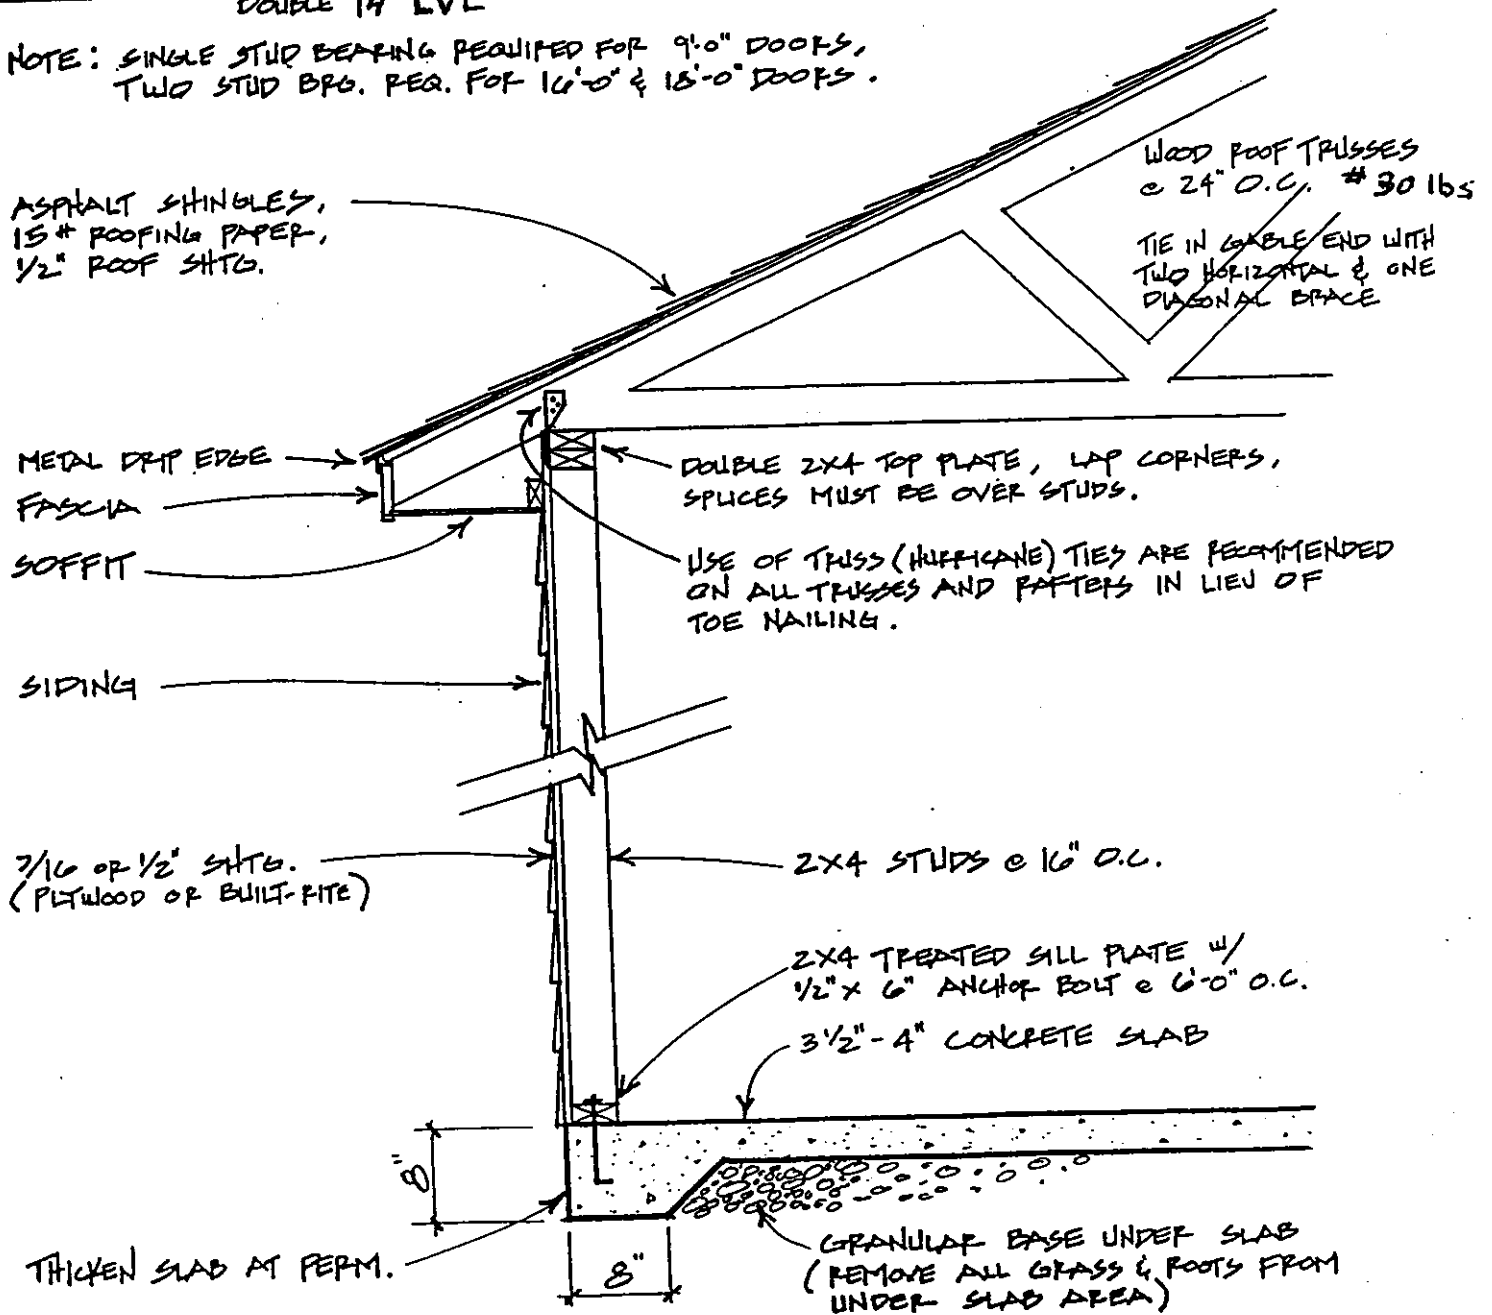 DOUBLE 14" LVL
NOTE: SINGLE STUD BEARING REQUIRED FOR 9'-0" DOORS,
TWO STUD BRG. REQ. FOR 16'-0" & 18'-0" DOORS.
WOOD ROOF TRUSSES
@ 24" O.C. #30 lbs
TIE IN GABLE END WITH
TWO HORIZONTAL & ONE
DIAGONAL BRACE
ASPHALT SHINGLES,
15# ROOFING PAPER,
1/2" ROOF SHTG.
METAL DRIP EDGE
FASCIA
SOFFIT
DOUBLE 2X4 TOP PLATE, LAP CORNERS,
SPLICES MUST BE OVER STUDS.
USE OF TRUSS (HURRICANE) TIES ARE RECOMMENDED
ON ALL TRUSSES AND RAFTERS IN LIEU OF
TOE NAILING.
SIDING
7/16 OR 1/2" SHTG.
(PLYWOOD OR BUILT-RITE)
2X4 STUDS @ 16" O.C.
2X4 TREATED SILL PLATE W/
1/2" X 6" ANCHOR BOLT @ 6'-0" O.C.
3 1/2" - 4" CONCRETE SLAB
8"
THICKEN SLAB AT PERM.
8"
GRANULAR BASE UNDER SLAB
(REMOVE ALL GRASS & ROOTS FROM
UNDER SLAB AREA)